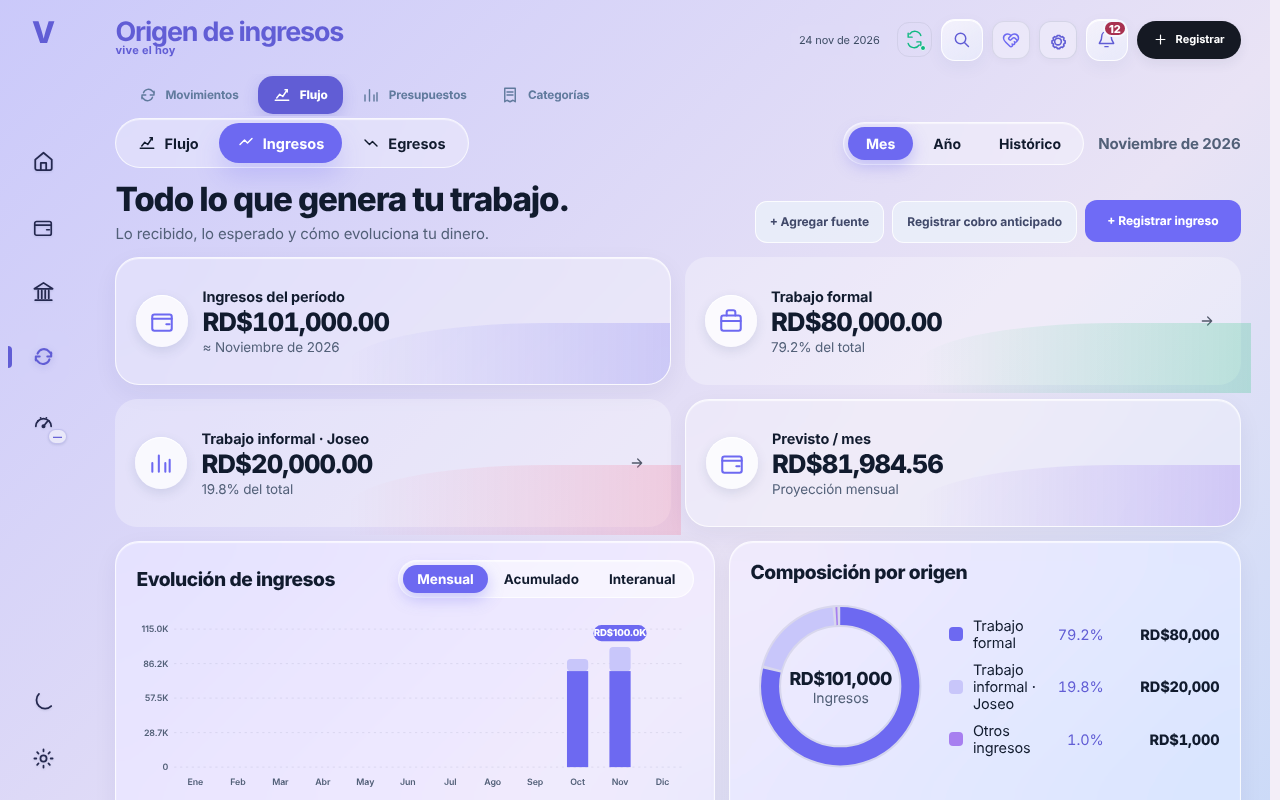 V
Origen de ingresos
vive el hoy
24 nov de 2026
12
+ Registrar
Movimientos
Flujo
Presupuestos
Categorías
Flujo
Ingresos
Egresos
Mes
Año
Histórico
Noviembre de 2026
Todo lo que genera tu trabajo.
Lo recibido, lo esperado y cómo evoluciona tu dinero.
+ Agregar fuente
Registrar cobro anticipado
+ Registrar ingreso
Ingresos del período
RD$101,000.00
≈ Noviembre de 2026
Trabajo formal
RD$80,000.00
79.2% del total
→
Trabajo informal · Joseo
RD$20,000.00
19.8% del total
→
Previsto / mes
RD$81,984.56
Proyección mensual
Evolución de ingresos
Mensual
Acumulado
Interanual
115.0K
86.2K
57.5K
28.7K
0
RD$100.0K
Ene
Feb
Mar
Abr
May
Jun
Jul
Ago
Sep
Oct
Nov
Dic
Composición por origen
RD$101,000
Ingresos
Trabajo
formal
79.2%
RD$80,000
Trabajo
informal ·
Joseo
19.8%
RD$20,000
Otros
ingresos
1.0%
RD$1,000